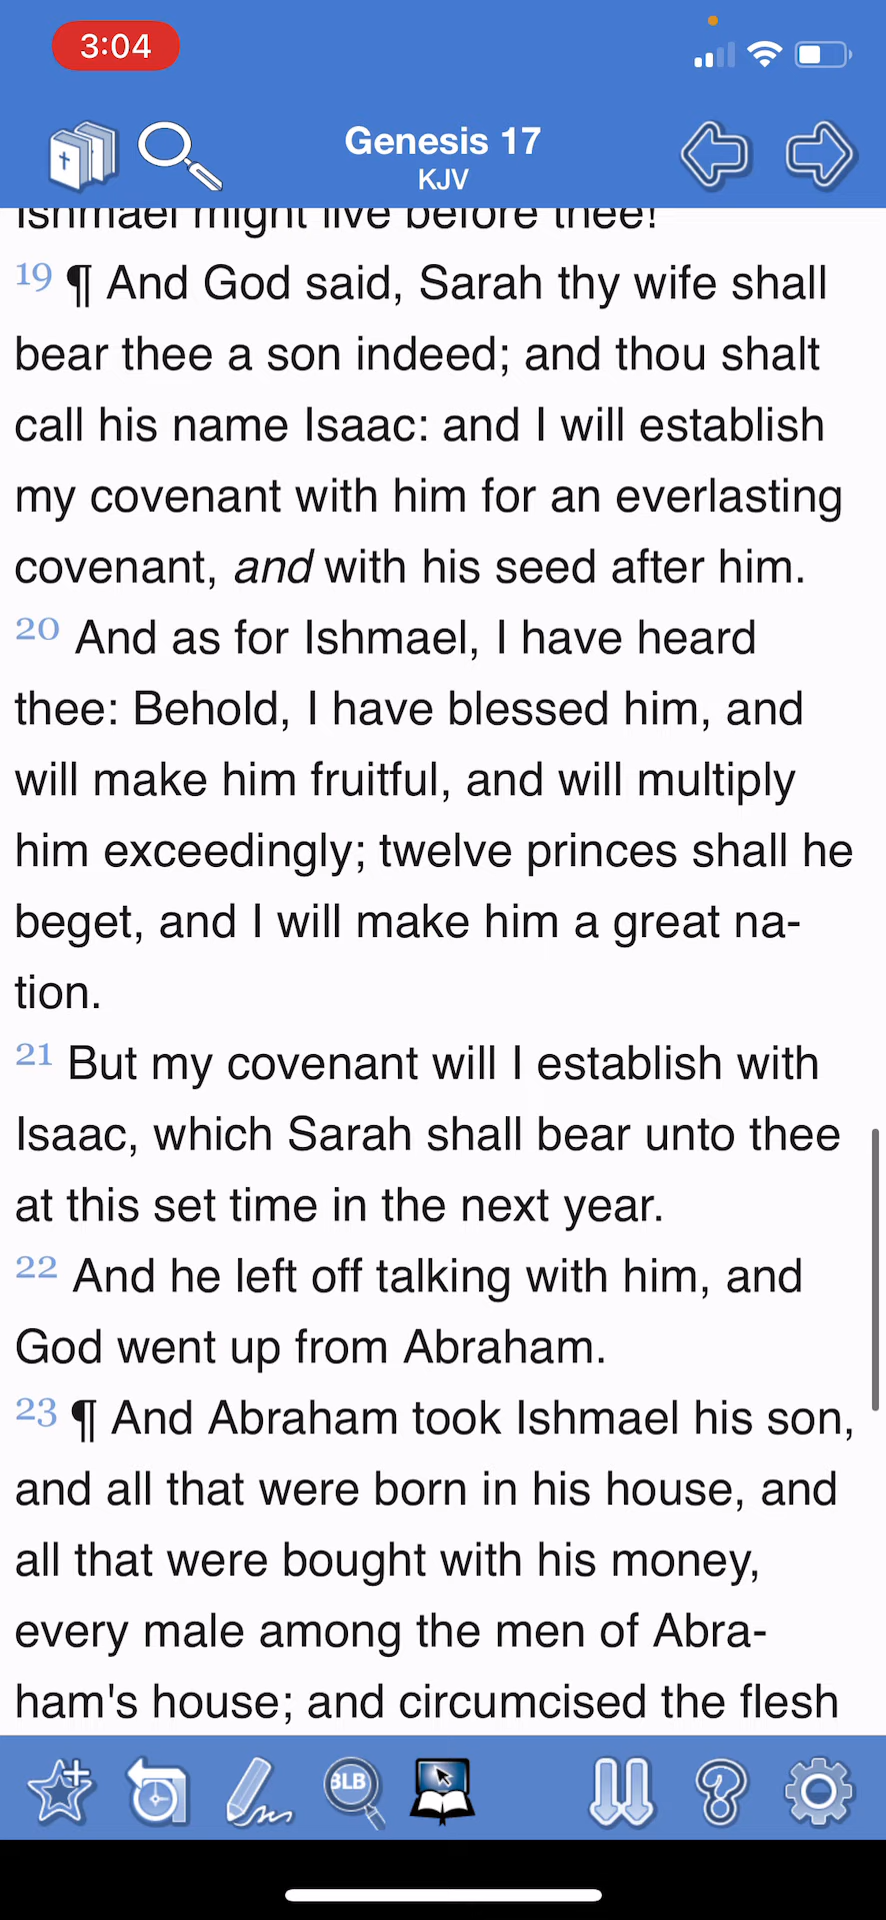 3:04
Genesis 17
KJV
Ishmael might live before thee!
19 ¶ And God said, Sarah thy wife shall
bear thee a son indeed; and thou shalt
call his name Isaac: and I will establish
my covenant with him for an everlasting
covenant, and with his seed after him.
20 And as for Ishmael, I have heard
thee: Behold, I have blessed him, and
will make him fruitful, and will multiply
him exceedingly; twelve princes shall he
beget, and I will make him a great na-
tion.
21 But my covenant will I establish with
Isaac, which Sarah shall bear unto thee
at this set time in the next year.
22 And he left off talking with him, and
God went up from Abraham.
23 ¶ And Abraham took Ishmael his son,
and all that were born in his house, and
all that were bought with his money,
every male among the men of Abra-
ham's house; and circumcised the flesh
BLB